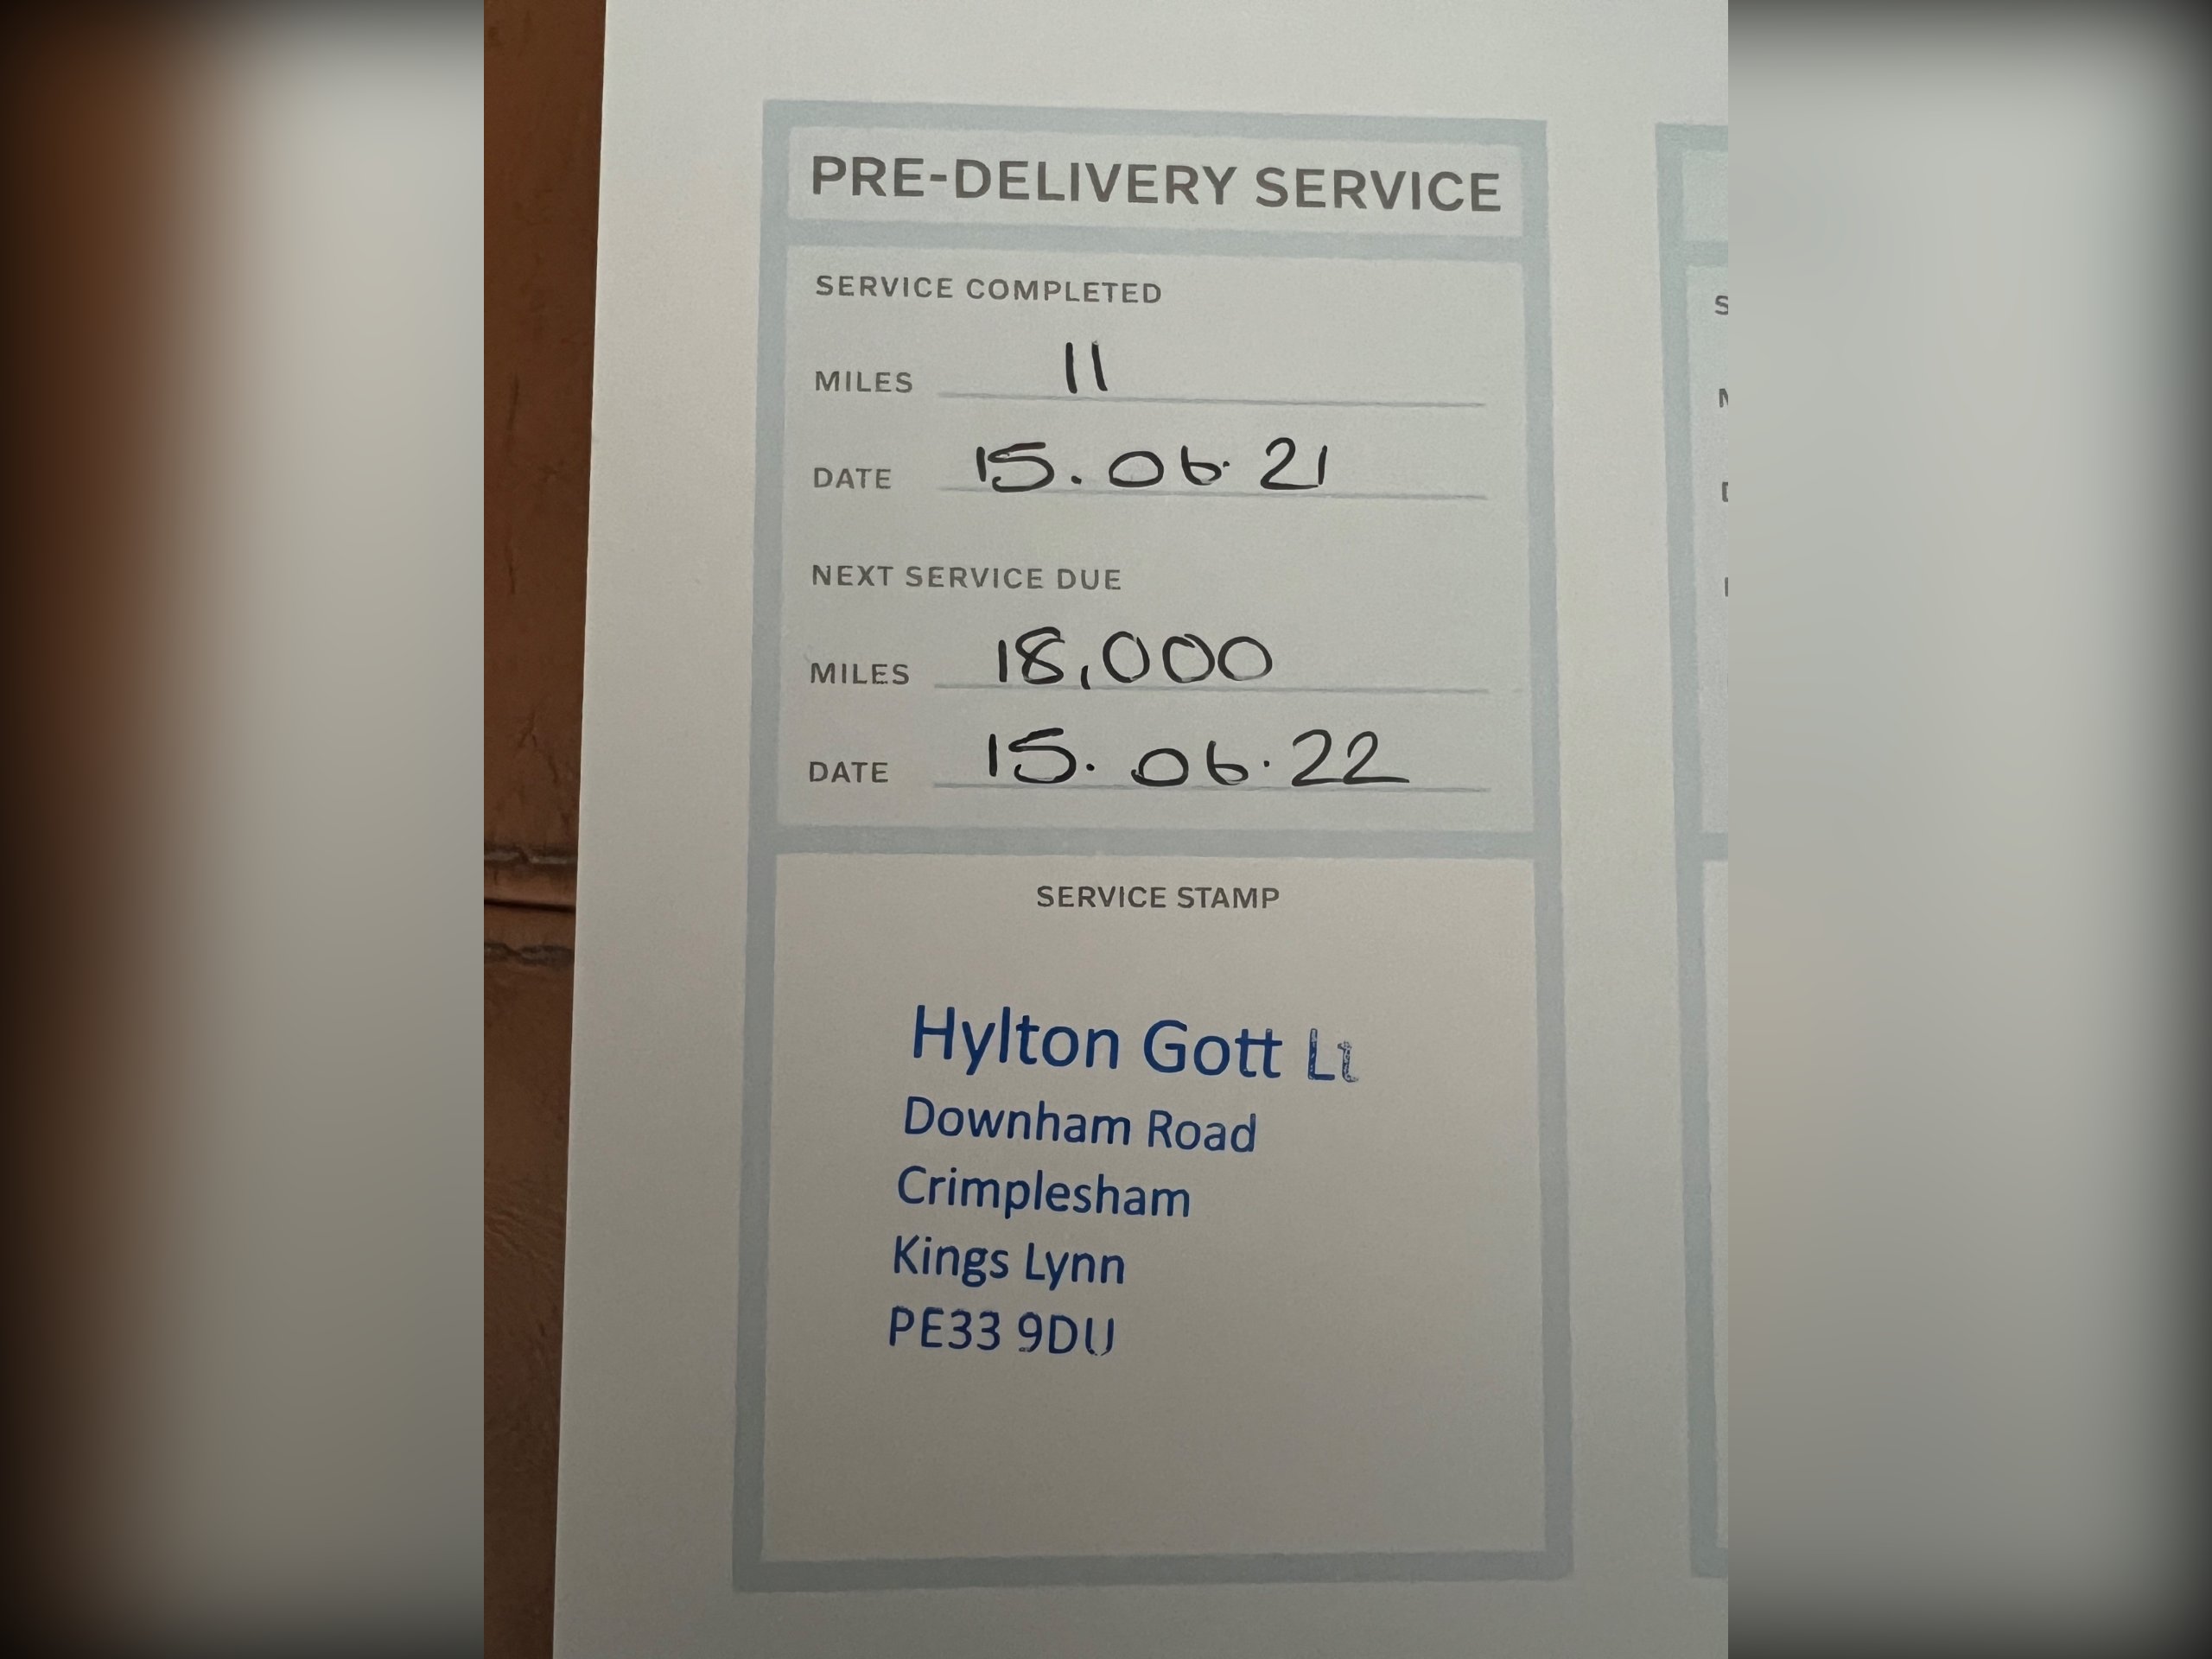 PRE-DELIVERY SERVICE
SERVICE COMPLETED
MILES 11
DATE 15.06.21
NEXT SERVICE DUE
MILES 18,000
DATE 15.06.22
SERVICE STAMP
Hylton Gott
Downham Road
Crimplesham
Kings Lynn
PE33 9DU